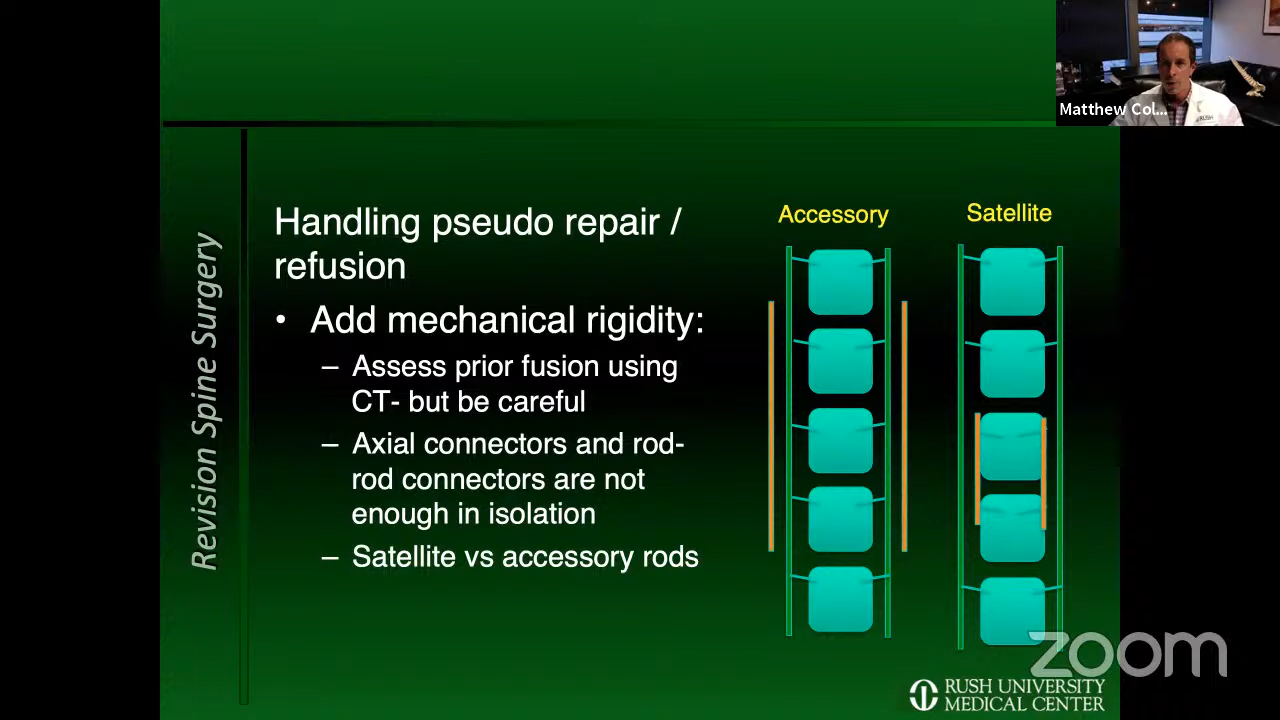 Matthew Col...
Revision Spine Surgery
Handling pseudo repair /
refusion
• Add mechanical rigidity:
– Assess prior fusion using
CT- but be careful
– Axial connectors and rod-
rod connectors are not
enough in isolation
– Satellite vs accessory rods
Accessory
Satellite
zoom
RUSH UNIVERSITY
MEDICAL CENTER